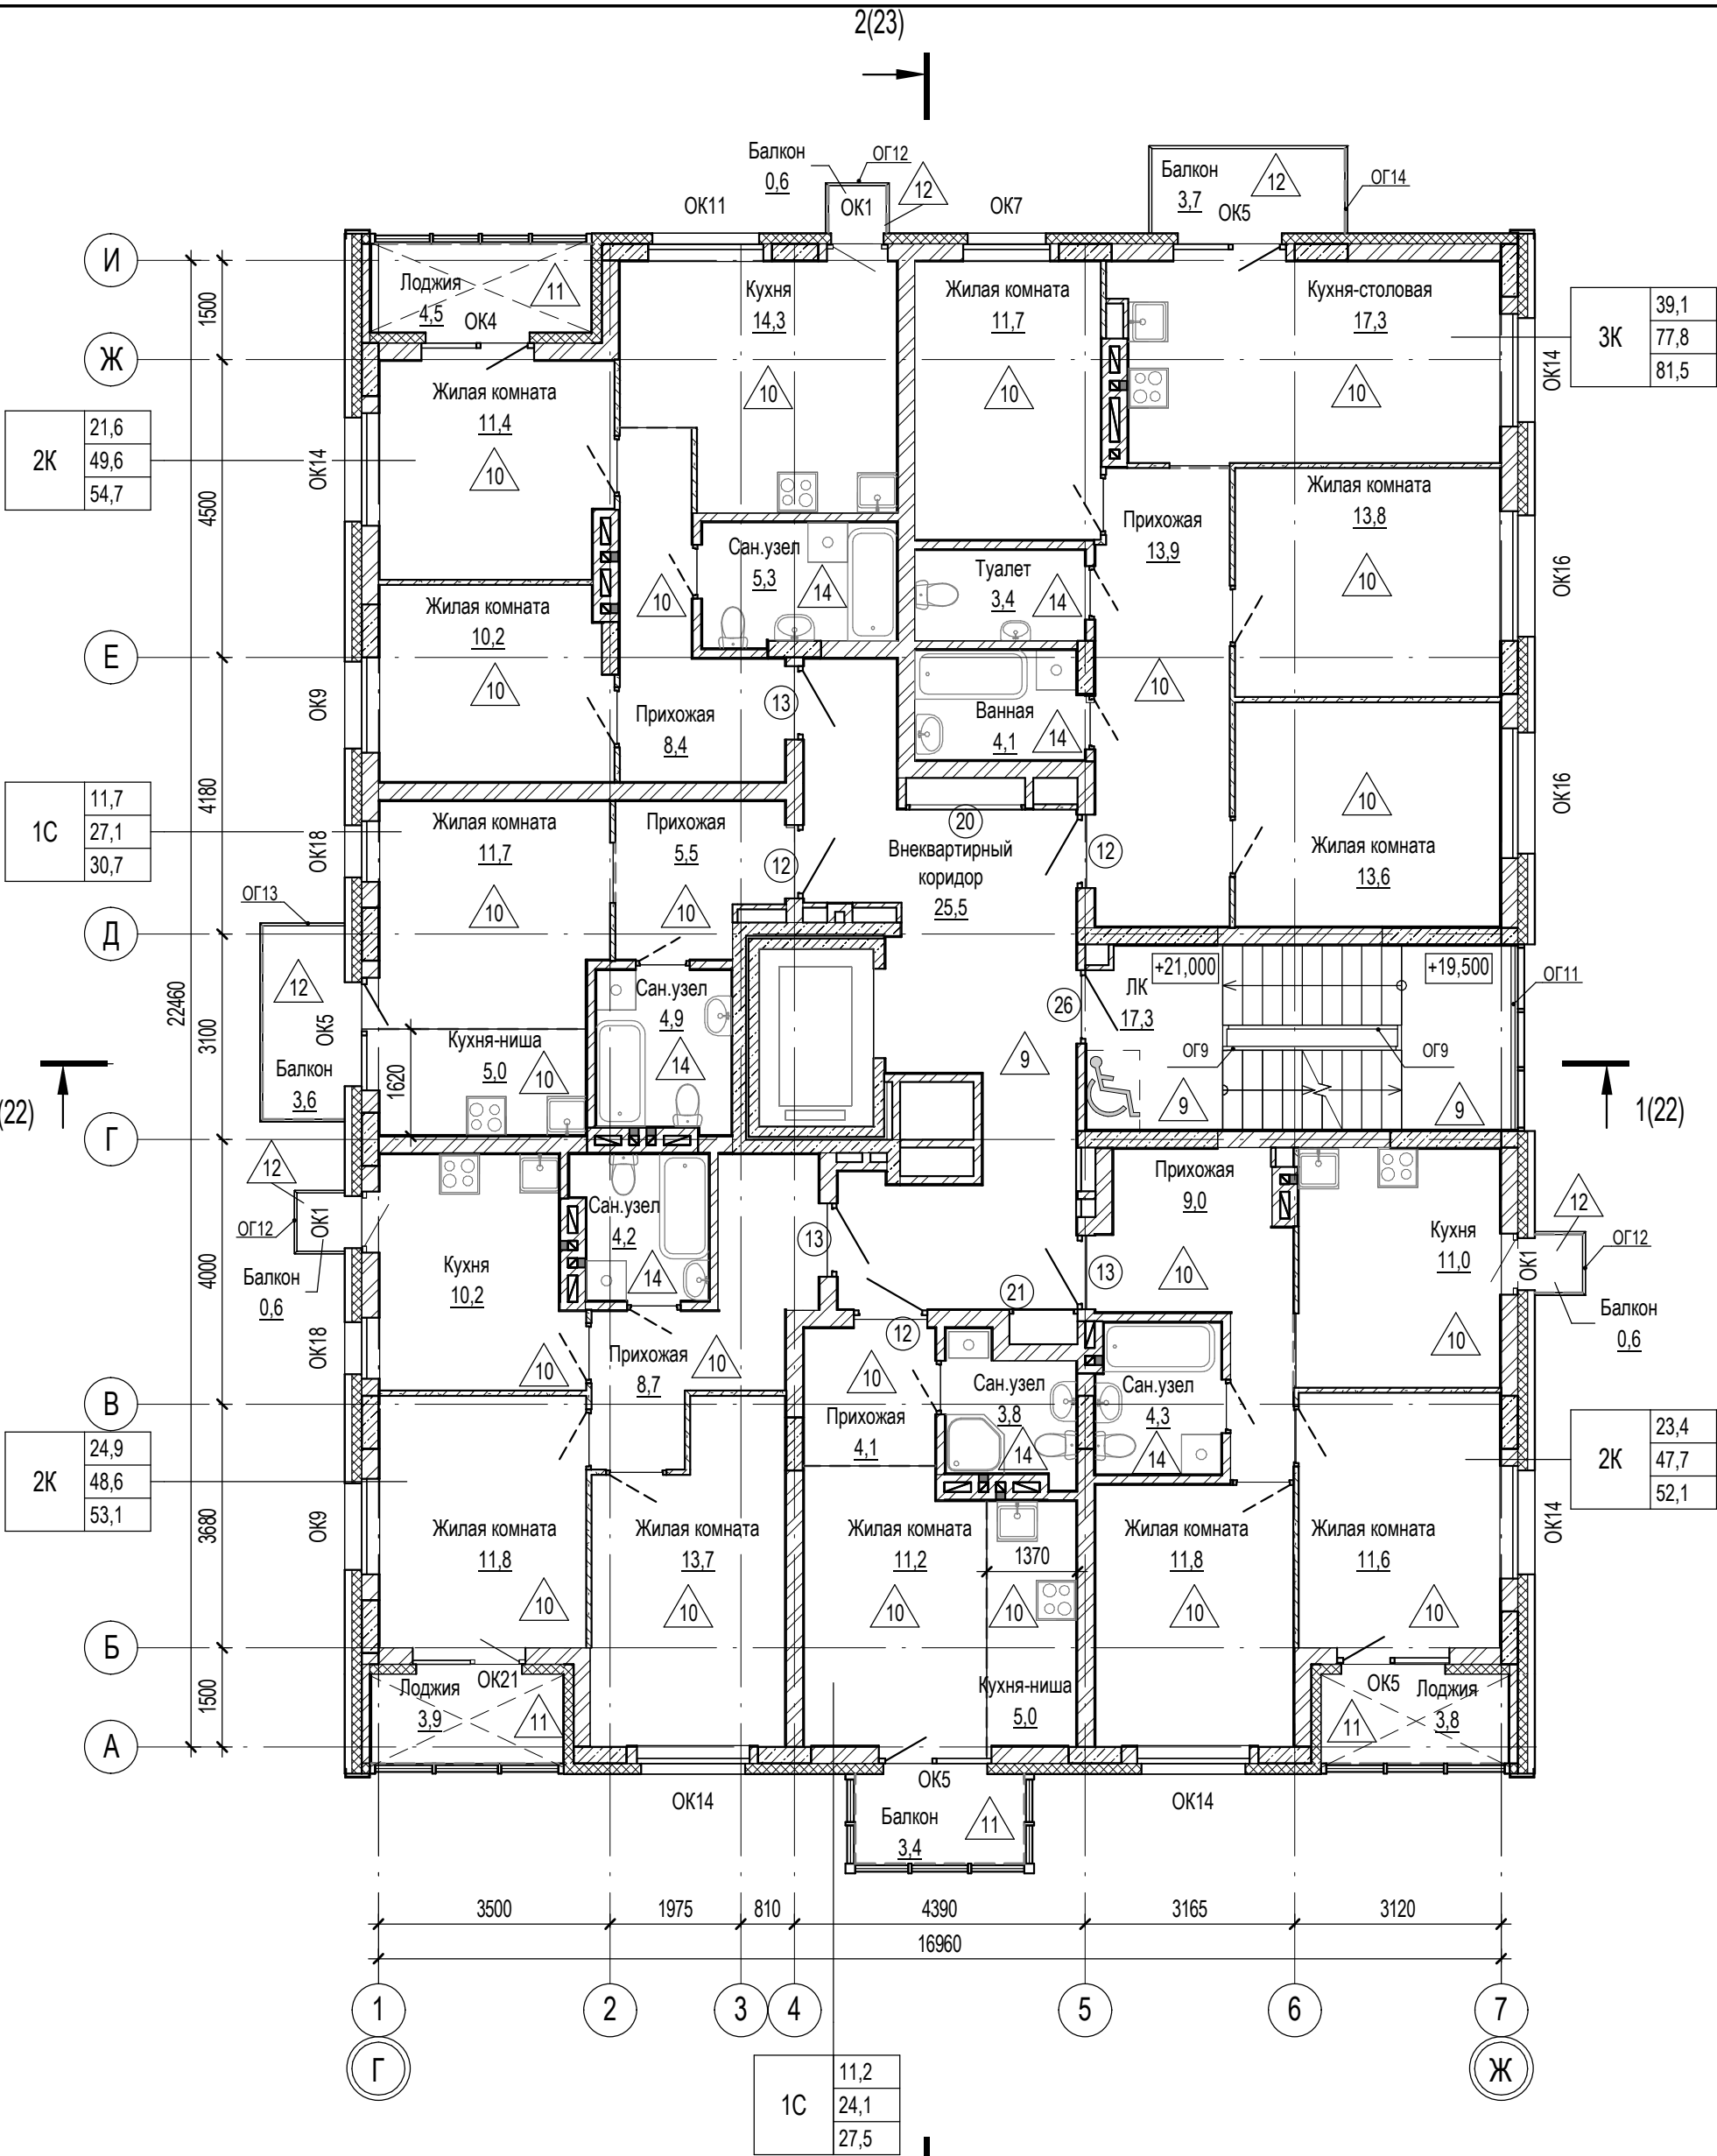 2(23)
Балкон
0,6
ОГ12
12
ОК1
ОК11
ОК7
Балкон
3,7
12
ОГ14
ОК5
И
Лоджия
4,5
11
ОК4
Кухня
14,3
10
Жилая комната
11,7
10
Кухня-столовая
17,3
10
3К
39,1
77,8
81,5
ОК14
1500
Ж
Жилая комната
11,4
10
2К
21,6
49,6
54,7
ОК14
4500
Сан.узел
5,3
14
10
Туалет
3,4
14
Прихожая
13,9
10
Жилая комната
13,8
10
ОК16
Жилая комната
10,2
10
Е
ОК9
Прихожая
8,4
13
Ванная
4,1
14
10
Жилая комната
13,6
ОК16
4180
1С
11,7
27,1
30,7
ОК18
Жилая комната
11,7
10
Прихожая
5,5
10
12
20
Внеквартирный
коридор
25,5
12
Д
ОГ13
12
ОК5
Балкон
3,6
22460
3100
Сан.узел
4,9
14
Кухня-ниша
5,0
10
1620
26
ЛК
17,3
+21,000
+19,500
ОГ11
ОГ9
ОГ9
9
9
9
(22)
1(22)
Г
12
ОГ12
ОК1
Балкон
0,6
4000
Кухня
10,2
10
Сан.узел
4,2
14
13
Прихожая
9,0
10
13
Кухня
11,0
10
ОК1
12
ОГ12
Балкон
0,6
ОК18
Прихожая
8,7
10
21
12
10
Прихожая
4,1
Сан.узел
3,8
14
Сан.узел
4,3
14
В
2К
24,9
48,6
53,1
ОК9
3680
Жилая комната
11,8
10
Жилая комната
13,7
10
Жилая комната
11,2
10
1370
10
Кухня-ниша
5,0
Жилая комната
11,8
10
Жилая комната
11,6
10
2К
23,4
47,7
52,1
ОК14
Б
1500
Лоджия
3,9
ОК21
11
ОК5
Лоджия
3,8
11
А
ОК14
ОК5
Балкон
3,4
11
ОК14
3500
1975
810
4390
3165
3120
16960
1
2
3
4
5
6
7
Г
Ж
1С
11,2
24,1
27,5